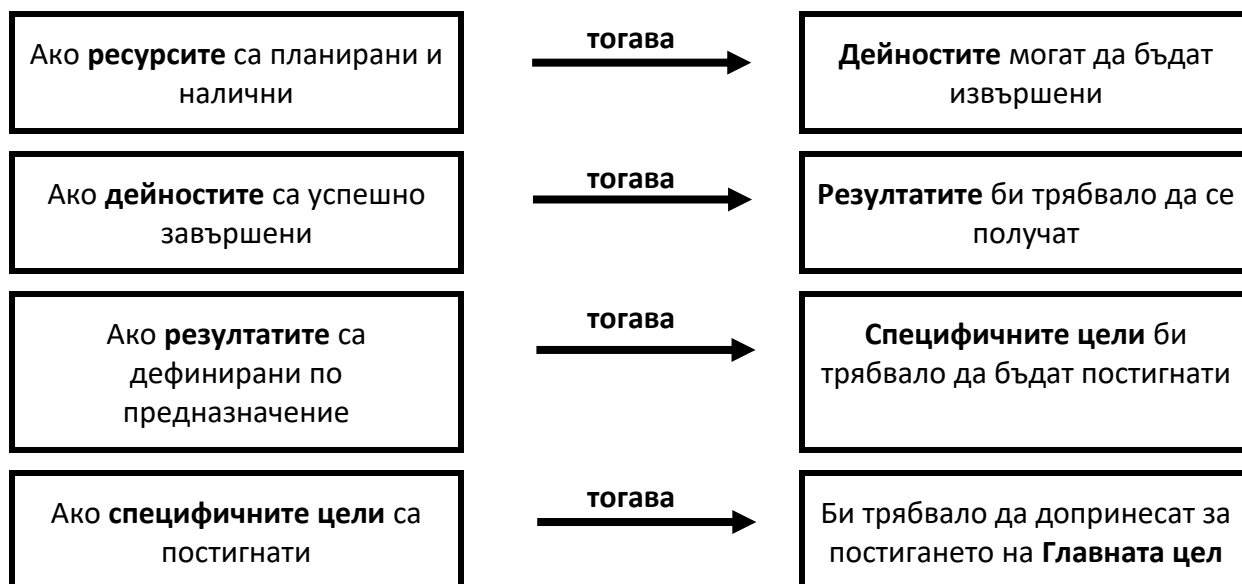 Ако ресурсите са планирани и
налични
тогава
Дейностите могат да бъдат
извършени
Ако дейностите са успешно
завършени
тогава
Резултатите би трябвало да се
получат
Ако резултатите са
дефинирани по
предназначение
тогава
Специфичните цели би
трябвало да бъдат постигнати
Ако специфичните цели са
постигнати
тогава
Би трябвало да допринесат за
постигането на Главната цел